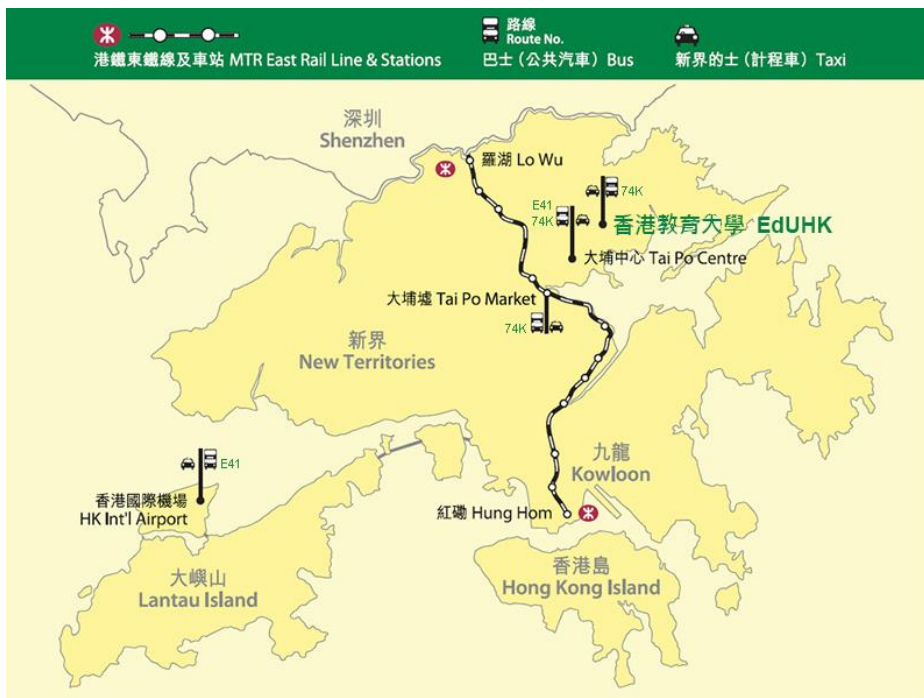 港鐵東鐵線及車站 MTR East Rail Line & Stations
路線
Route No.
巴士 (公共汽車) Bus
新界的士 (計程車) Taxi
深圳
Shenzhen
羅湖 Lo Wu
74K
E41
74K
香港教育大學 EdUHK
大埔中心 Tai Po Centre
大埔墟 Tai Po Market
74K
新界
New Territories
九龍
Kowloon
E41
香港國際機場
HK Int'l Airport
紅磡 Hung Hom
香港島
Hong Kong Island
大嶼山
Lantau Island